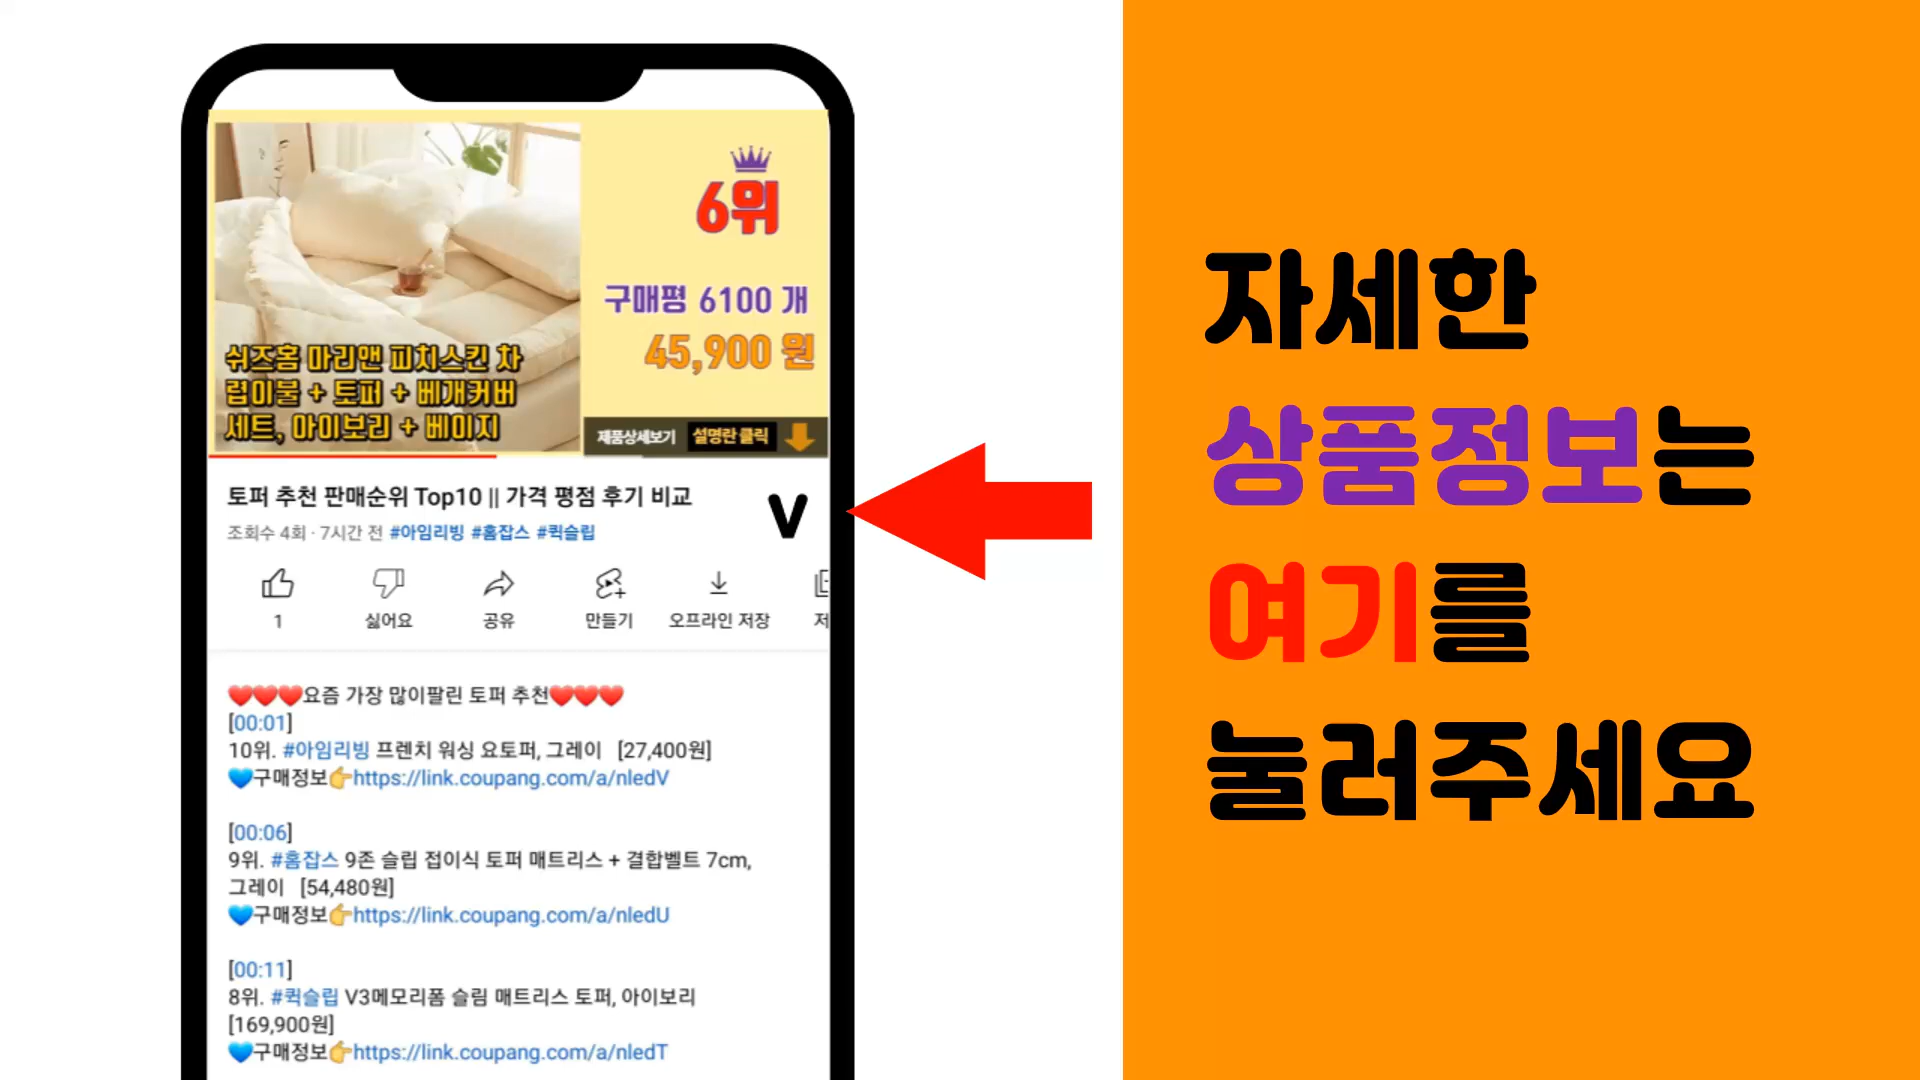 6위
구매평 6100 개
45,900 원
쉬즈홈 마리앤 피치스킨 차
렵이불 + 토퍼 + 베개커버
세트, 아이보리 + 베이지
제품상세보기 설명란 클릭
토퍼 추천 판매순위 Top10 || 가격 평점 후기 비교
V
조회수 4회 · 7시간 전 #아임리빙 #홈잡스 #퀵슬립
1 싫어요 공유 만들기 오프라인 저장 저
❤❤❤요즘 가장 많이팔린 토퍼 추천❤❤❤
[00:01]
10위. #아임리빙 프렌치 워싱 요토퍼, 그레이 [27,400원]
💙구매정보👉https://link.coupang.com/a/nledV
[00:06]
9위. #홈잡스 9존 슬립 접이식 토퍼 매트리스 + 결합벨트 7cm,
그레이 [54,480원]
💙구매정보👉https://link.coupang.com/a/nledU
[00:11]
8위. #퀵슬립 V3메모리폼 슬림 매트리스 토퍼, 아이보리
[169,900원]
💙구매정보👉https://link.coupang.com/a/nledT
자세한
상품정보는
여기를
눌러주세요